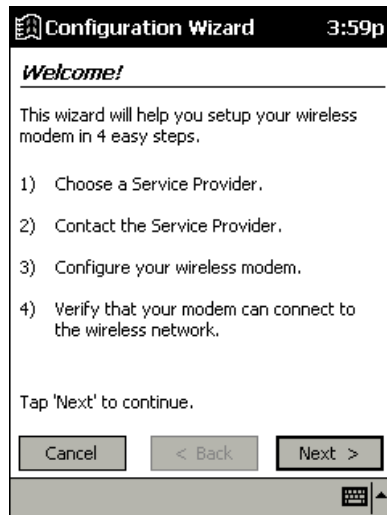 Configuration Wizard 3:59p
Welcome!
This wizard will help you setup your wireless
modem in 4 easy steps.
1) Choose a Service Provider.
2) Contact the Service Provider.
3) Configure your wireless modem.
4) Verify that your modem can connect to
the wireless network.
Tap 'Next' to continue.
Cancel < Back Next >